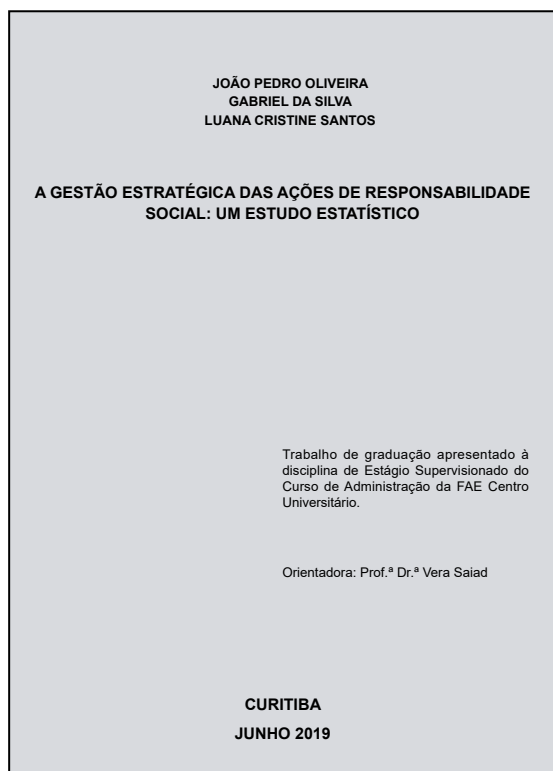 JOÃO PEDRO OLIVEIRA
GABRIEL DA SILVA
LUANA CRISTINE SANTOS
A GESTÃO ESTRATÉGICA DAS AÇÕES DE RESPONSABILIDADE
SOCIAL: UM ESTUDO ESTATÍSTICO
Trabalho de graduação apresentado à
disciplina de Estágio Supervisionado do
Curso de Administração da FAE Centro
Universitário.
Orientadora: Prof.ª Dr.ª Vera Saiad
CURITIBA
JUNHO 2019